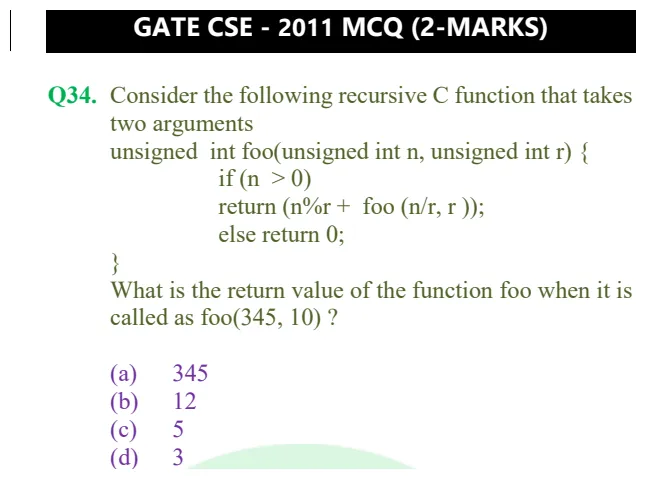 GATE CSE - 2011 MCQ (2-MARKS)
Q34. Consider the following recursive C function that takes
two arguments
unsigned int foo(unsigned int n, unsigned int r) {
if (n > 0)
return (n%r + foo (n/r, r ));
else return 0;
}
What is the return value of the function foo when it is
called as foo(345, 10) ?
(a) 345
(b) 12
(c) 5
(d) 3